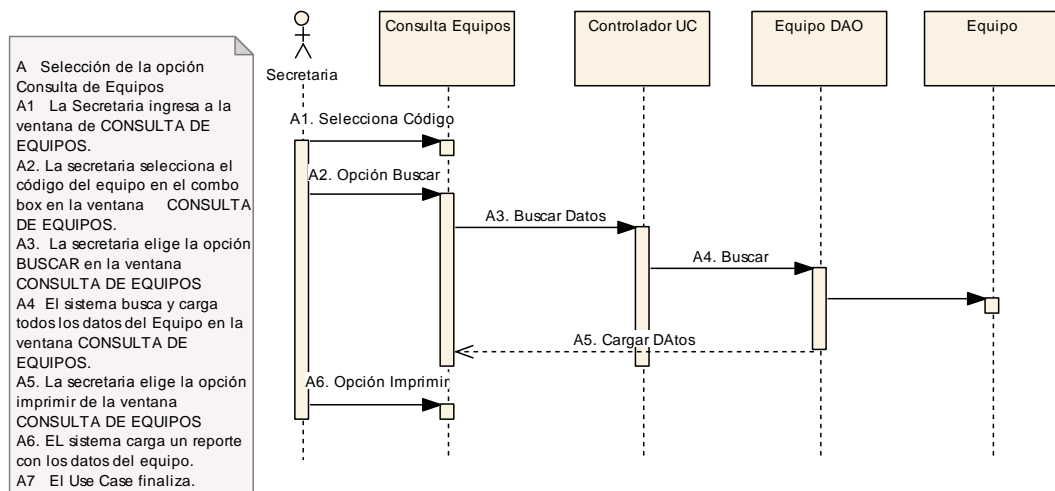 A   Selección de la opción
Consulta de Equipos
A1   La Secretaria ingresa a la
ventana de CONSULTA DE
EQUIPOS.
A2. La secretaria selecciona el
código del equipo en el combo
box en la ventana     CONSULTA
DE EQUIPOS.
A3.  La secretaria elige la opción
BUSCAR en la ventana
CONSULTA DE EQUIPOS
A4  El sistema busca y carga
todos los datos del Equipo en la
ventana CONSULTA DE
EQUIPOS.
A5. La secretaria elige la opción
imprimir de la ventana
CONSULTA DE EQUIPOS
A6. EL sistema carga un reporte
con los datos del equipo.
A7   El Use Case finaliza.
Secretaria
Consulta Equipos
Controlador UC
Equipo DAO
Equipo
A1. Selecciona Código
A2. Opción Buscar
A3. Buscar Datos
A4. Buscar
A5. Cargar DAtos
A6. Opción Imprimir